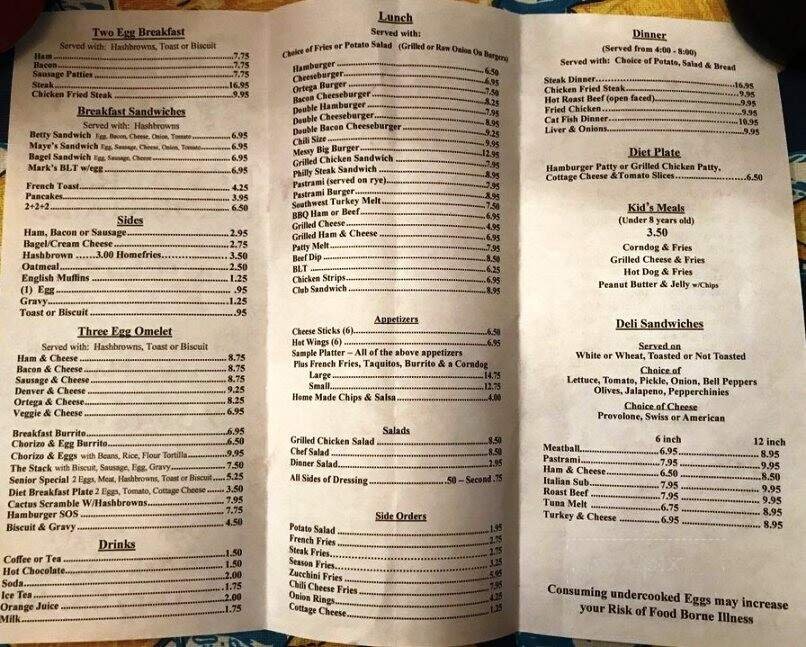 Two Egg Breakfast
Served with: Hashbrowns, Toast or Biscuit
Ham 7.75
Bacon 7.75
Sausage Patties 7.75
Steak 16.95
Chicken Fried Steak 9.95
Breakfast Sandwiches
Served with: Hashbrowns
Betty Sandwich Egg, Bacon, Cheese, Onion, Tomato 6.95
Maye's Sandwich Egg, Sausage, Cheese, Onion, Tomato 6.95
Bagel Sandwich Egg, Sausage, Cheese 6.95
Mark's BLT w/egg 6.95
French Toast 4.25
Pancakes 3.95
2+2+2 6.50
Sides
Ham, Bacon or Sausage 2.95
Bagel/Cream Cheese 2.75
Hashbrown ......3.00 Homefries 3.50
Oatmeal 2.50
English Muffins 1.25
(1) Egg .95
Gravy 1.25
Toast or Biscuit .95
Three Egg Omelet
Served with: Hashbrowns, Toast or Biscuit
Ham & Cheese 8.75
Bacon & Cheese 8.75
Sausage & Cheese 8.75
Denver & Cheese 9.25
Ortega & Cheese 8.25
Veggie & Cheese 6.95
Breakfast Burrito 6.95
Chorizo & Egg Burrito 6.50
Chorizo & Eggs with Beans, Rice, Flour Tortilla 9.95
The Stack with Biscuit, Sausage, Egg, Gravy 7.50
Senior Special 2 Eggs, Meat, Hashbrowns, Toast or Biscuit 5.25
Diet Breakfast Plate 2 Eggs, Tomato, Cottage Cheese 3.50
Cactus Scramble W/Hashbrowns 7.95
Hamburger SOS 7.75
Biscuit & Gravy 4.50
Drinks
Coffee or Tea 1.50
Hot Chocolate 1.50
Soda 2.00
Ice Tea 1.75
Orange Juice 2.00
Milk 1.75
Lunch
Served with:
Choice of Fries or Potato Salad (Grilled or Raw Onion On Burgers)
Hamburger 6.50
Cheeseburger 6.95
Ortega Burger 7.50
Bacon Cheeseburger 8.25
Double Hamburger 7.95
Double Cheeseburger 8.95
Double Bacon Cheeseburger 9.25
Chili Size 9.95
Messy Big Burger 12.95
Grilled Chicken Sandwich 7.95
Philly Steak Sandwich 8.95
Pastrami (served on rye) 7.95
Pastrami Burger 8.95
Southwest Turkey Melt 7.50
BBQ Ham or Beef 6.95
Grilled Cheese 4.95
Grilled Ham & Cheese 6.95
Patty Melt 7.95
Beef Dip 8.50
BLT 6.25
Chicken Strips 6.95
Club Sandwich 8.95
Appetizers
Cheese Sticks (6) 6.50
Hot Wings (6) 6.95
Sample Platter – All of the above appetizers
Plus French Fries, Taquitos, Burrito & a Corndog
Large 14.75
Small 12.75
Home Made Chips & Salsa 4.00
Salads
Grilled Chicken Salad 8.50
Chef Salad 8.50
Dinner Salad 2.95
All Sides of Dressing .50 – Second .75
Side Orders
Potato Salad 1.95
French Fries 2.75
Steak Fries 2.75
Season Fries 3.25
Zucchini Fries 5.95
Chili Cheese Fries 7.95
Onion Rings 4.25
Cottage Cheese 1.25
Dinner
(Served from 4:00 - 8:00)
Served with: Choice of Potato, Salad & Bread
Steak Dinner 16.95
Chicken Fried Steak 9.95
Hot Roast Beef (open faced) 9.95
Fried Chicken 9.95
Cat Fish Dinner 10.95
Liver & Onions 9.95
Diet Plate
Hamburger Patty or Grilled Chicken Patty,
Cottage Cheese &Tomato Slices 6.50
Kid's Meals
(Under 8 years old)
3.50
Corndog & Fries
Grilled Cheese & Fries
Hot Dog & Fries
Peanut Butter & Jelly w/Chips
Deli Sandwiches
Served on
White or Wheat, Toasted or Not Toasted
Choice of
Lettuce, Tomato, Pickle, Onion, Bell Peppers
Olives, Jalapeno, Pepperchinies
Choice of Cheese
Provolone, Swiss or American
6 inch 12 inch
Meatball 6.95 8.95
Pastrami 7.95 9.95
Ham & Cheese 6.50 8.50
Italian Sub 7.95 9.95
Roast Beef 7.95 9.95
Tuna Melt 6.75 8.95
Turkey & Cheese 6.95 8.95
Consuming undercooked Eggs may increase
your Risk of Food Borne Illness